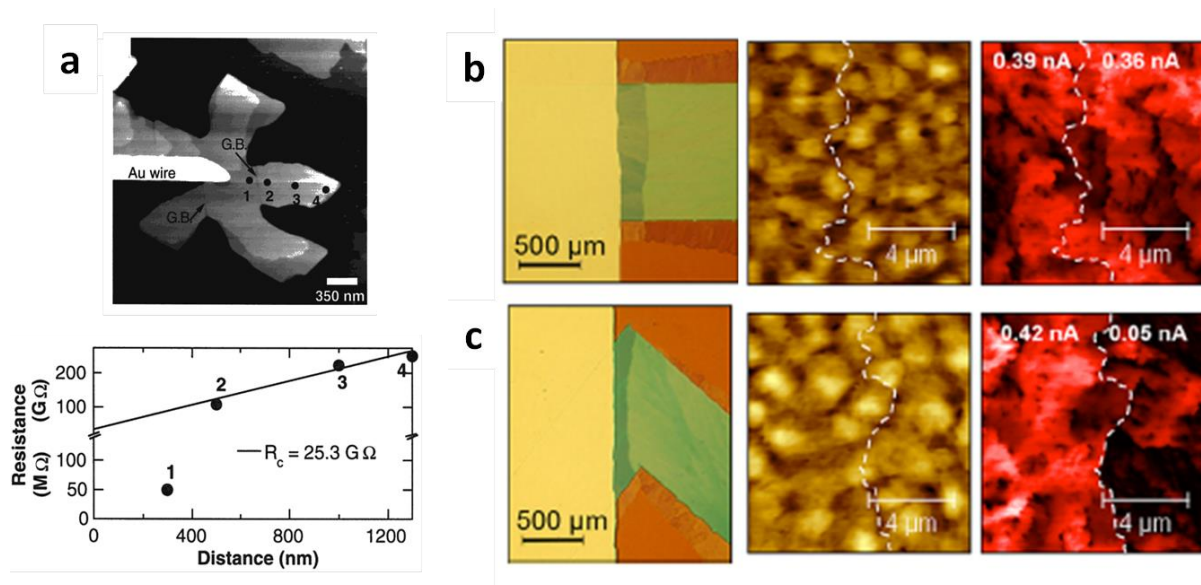 a
G.B.
Au wire
1 2 3 4
G.B.
350 nm
Resistance
(MΩ) (GΩ)
200
100
100
50
0
1
2
3
4
R_c = 25.3 GΩ
0 400 800 1200
Distance (nm)
b
500 µm
4 µm
0.39 nA 0.36 nA
4 µm
c
500 µm
4 µm
0.42 nA 0.05 nA
4 µm